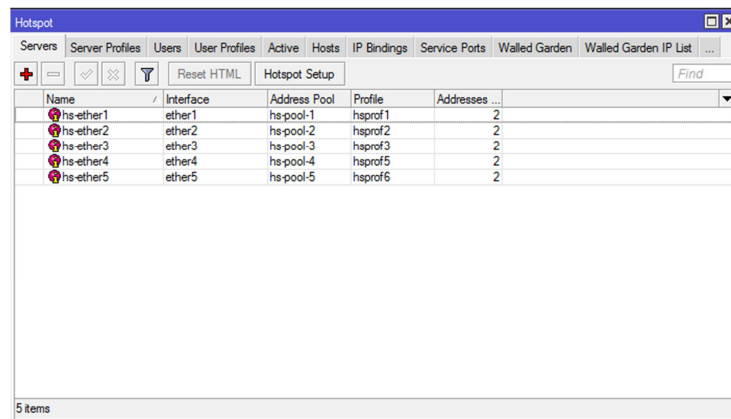 Hotspot
Servers Server Profiles Users User Profiles Active Hosts IP Bindings Service Ports Walled Garden Walled Garden IP List ...
Reset HTML Hotspot Setup Find
Name / Interface Address Pool Profile Addresses ...
hs-ether1 ether1 hs-pool-1 hsprof1 2
hs-ether2 ether2 hs-pool-2 hsprof2 2
hs-ether3 ether3 hs-pool-3 hsprof3 2
hs-ether4 ether4 hs-pool-4 hsprof5 2
hs-ether5 ether5 hs-pool-5 hsprof6 2
5 items